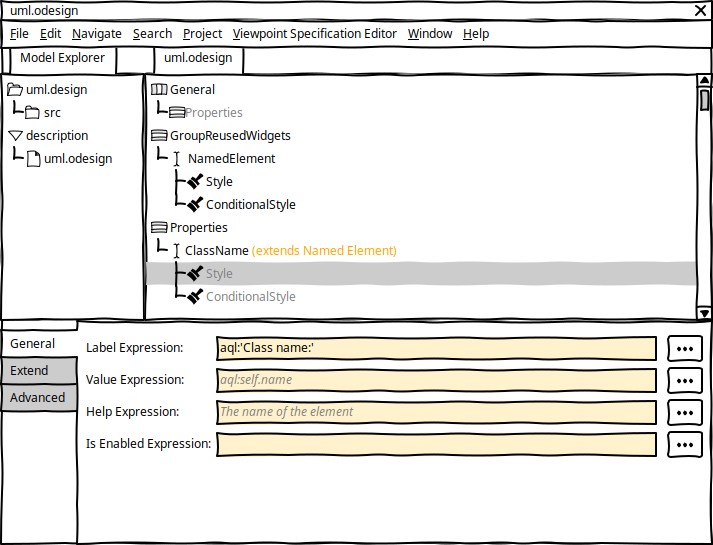 uml.odesign
File Edit Navigate Search Project Viewpoint Specification Editor Window Help
Model Explorer
uml.odesign
uml.design
src
description
uml.odesign
General
Properties
GroupReusedWidgets
NamedElement
Style
ConditionalStyle
Properties
ClassName (extends Named Element)
Style
ConditionalStyle
General
Extend
Advanced
Label Expression: aql:'Class name:' ...
Value Expression: aql:self.name ...
Help Expression: The name of the element ...
Is Enabled Expression: ...